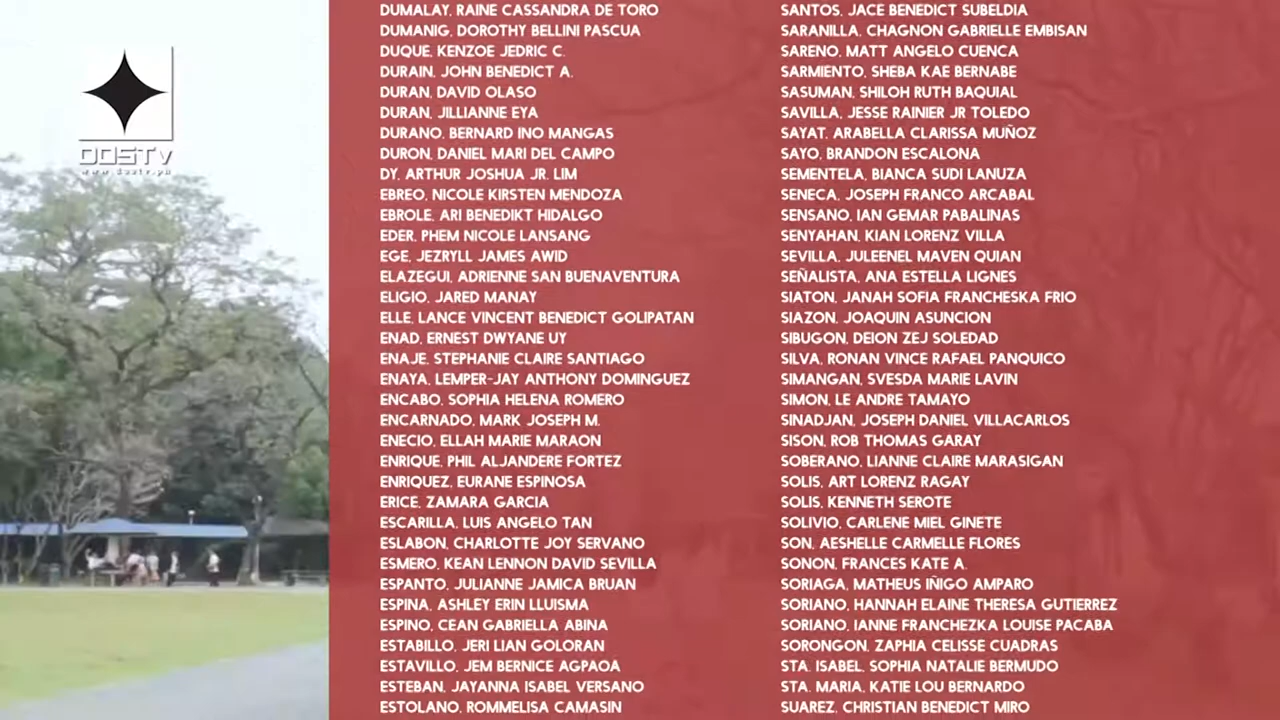 DOSTv
www.dostv.ph
DUMALAY, RAINE CASSANDRA DE TORO
DUMANIG, DOROTHY BELLINI PASCUA
DUQUE, KENZOE JEDRIC C.
DURAIN, JOHN BENEDICT A.
DURAN, DAVID OLASO
DURAN, JILLIANNE EYA
DURANO, BERNARD INO MANGAS
DURON, DANIEL MARI DEL CAMPO
DY, ARTHUR JOSHUA JR. LIM
EBREO, NICOLE KIRSTEN MENDOZA
EBROLE, ARI BENEDIKT HIDALGO
EDER, PHEM NICOLE LANSANG
EGE, JEZRYLL JAMES AWID
ELAZEGUI, ADRIENNE SAN BUENAVENTURA
ELIGIO, JARED MANAY
ELLE, LANCE VINCENT BENEDICT GOLIPATAN
ENAD, ERNEST DWYANE UY
ENAJE, STEPHANIE CLAIRE SANTIAGO
ENAYA, LEMPER-JAY ANTHONY DOMINGUEZ
ENCABO, SOPHIA HELENA ROMERO
ENCARNADO, MARK JOSEPH M.
ENECIO, ELLAH MARIE MARAON
ENRIQUE, PHIL ALJANDERE FORTEZ
ENRIQUEZ, EURANE ESPINOSA
ERICE, ZAMARA GARCIA
ESCARILLA, LUIS ANGELO TAN
ESLABON, CHARLOTTE JOY SERVANO
ESMERO, KEAN LENNON DAVID SEVILLA
ESPANTO, JULIANNE JAMICA BRUAN
ESPINA, ASHLEY ERIN LLUISMA
ESPINO, CEAN GABRIELLA ABINA
ESTABILLO, JERI LIAN GOLORAN
ESTAVILLO, JEM BERNICE AGPAOA
ESTEBAN, JAYANNA ISABEL VERSANO
ESTOLANO, ROMMELISA CAMASIN
SANTOS, JACE BENEDICT SUBELDIA
SARANILLA, CHAGNON GABRIELLE EMBISAN
SARENO, MATT ANGELO CUENCA
SARMIENTO, SHEBA KAE BERNABE
SASUMAN, SHILOH RUTH BAQUIAL
SAVILLA, JESSE RAINIER JR TOLEDO
SAYAT, ARABELLA CLARISSA MUÑOZ
SAYO, BRANDON ESCALONA
SEMENTELA, BIANCA SUDI LANUZA
SENECA, JOSEPH FRANCO ARCABAL
SENSANO, IAN GEMAR PABALINAS
SENYAHAN, KIAN LORENZ VILLA
SEVILLA, JULEENEL MAVEN QUIAN
SEÑALISTA, ANA ESTELLA LIGNES
SIATON, JANAH SOFIA FRANCHESKA FRIO
SIAZON, JOAQUIN ASUNCION
SIBUGON, DEION ZEJ SOLEDAD
SILVA, RONAN VINCE RAFAEL PANQUICO
SIMANGAN, SVESDA MARIE LAVIN
SIMON, LE ANDRE TAMAYO
SINADJAN, JOSEPH DANIEL VILLACARLOS
SISON, ROB THOMAS GARAY
SOBERANO, LIANNE CLAIRE MARASIGAN
SOLIS, ART LORENZ RAGAY
SOLIS, KENNETH SEROTE
SOLIVIO, CARLENE MIEL GINETE
SON, AESHELLE CARMELLE FLORES
SONON, FRANCES KATE A.
SORIAGA, MATHEUS IÑIGO AMPARO
SORIANO, HANNAH ELAINE THERESA GUTIERREZ
SORIANO, IANNE FRANCHEZKA LOUISE PACABA
SORONGON, ZAPHIA CELISSE CUADRAS
STA. ISABEL, SOPHIA NATALIE BERMUDO
STA. MARIA, KATIE LOU BERNARDO
SUAREZ, CHRISTIAN BENEDICT MIRO